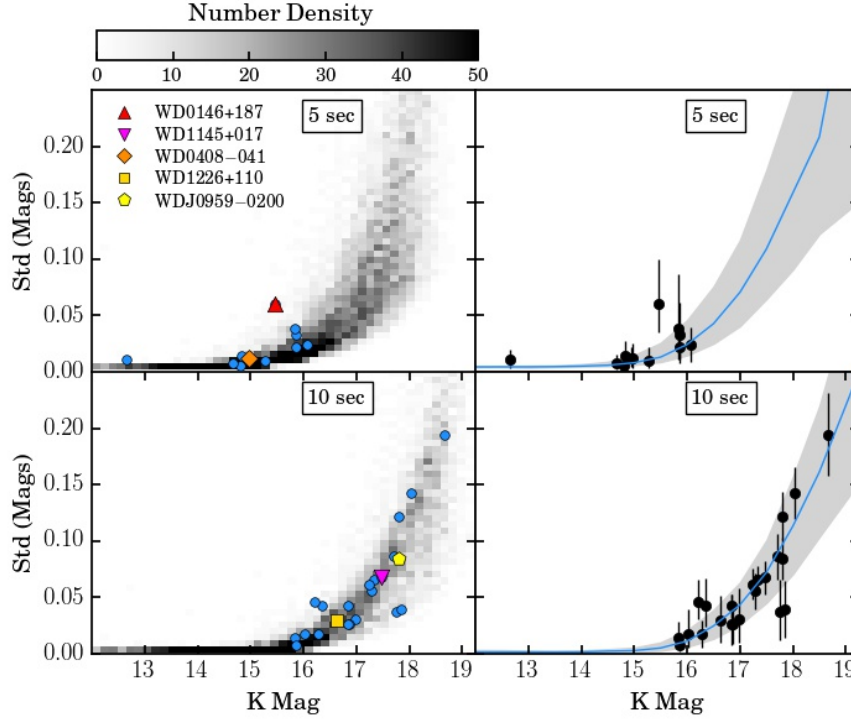 Number Density
0 10 20 30 40 50
WD0146+187
WD1145+017
WD0408−041
WD1226+110
WDJ0959−0200
5 sec
5 sec
Std (Mags)
0.20
0.15
0.10
0.05
0.00
10 sec
10 sec
Std (Mags)
0.20
0.15
0.10
0.05
0.00
13 14 15 16 17 18 19
13 14 15 16 17 18 19
K Mag
K Mag